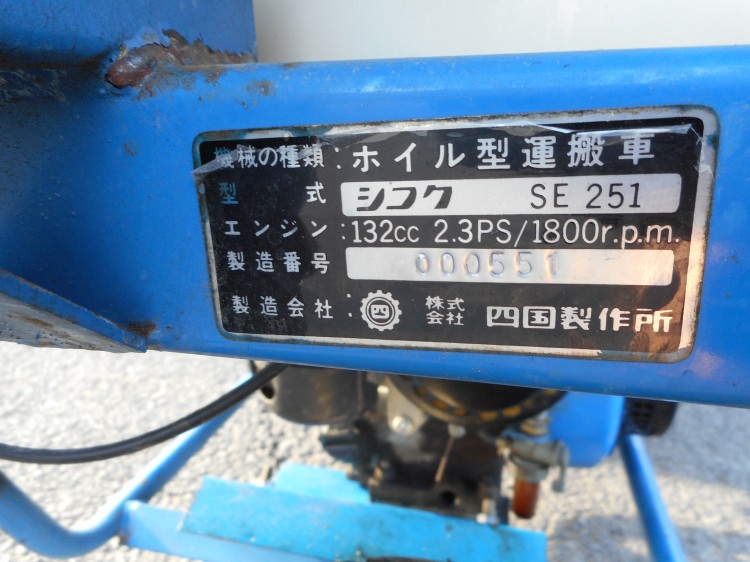 機械の種類：ホイル型運搬車
型 式 シコク SE 251
エンジン：132cc 2.3PS/1800r.p.m.
製造番号 000551
製造会社：四 株式会社 四国製作所